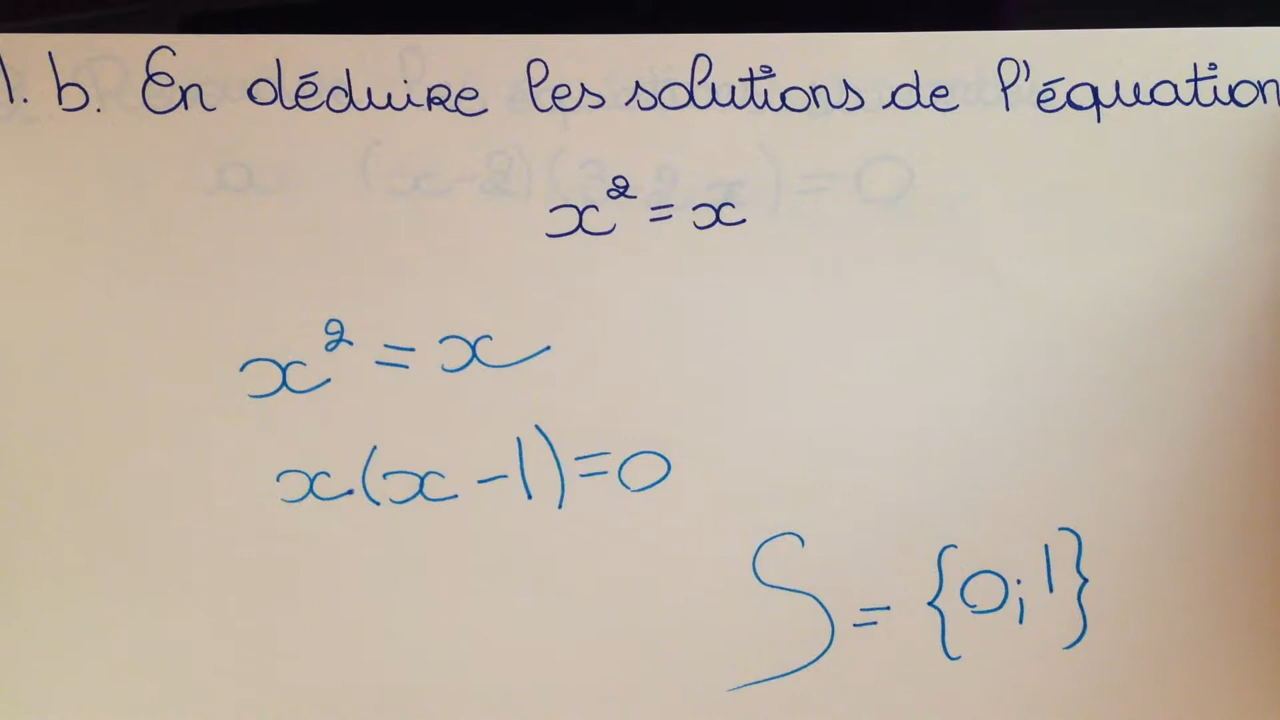 1. b. En déduire les solutions de l'équation
x² = x
x² = x
x(x-1)=0
S = {0;1}